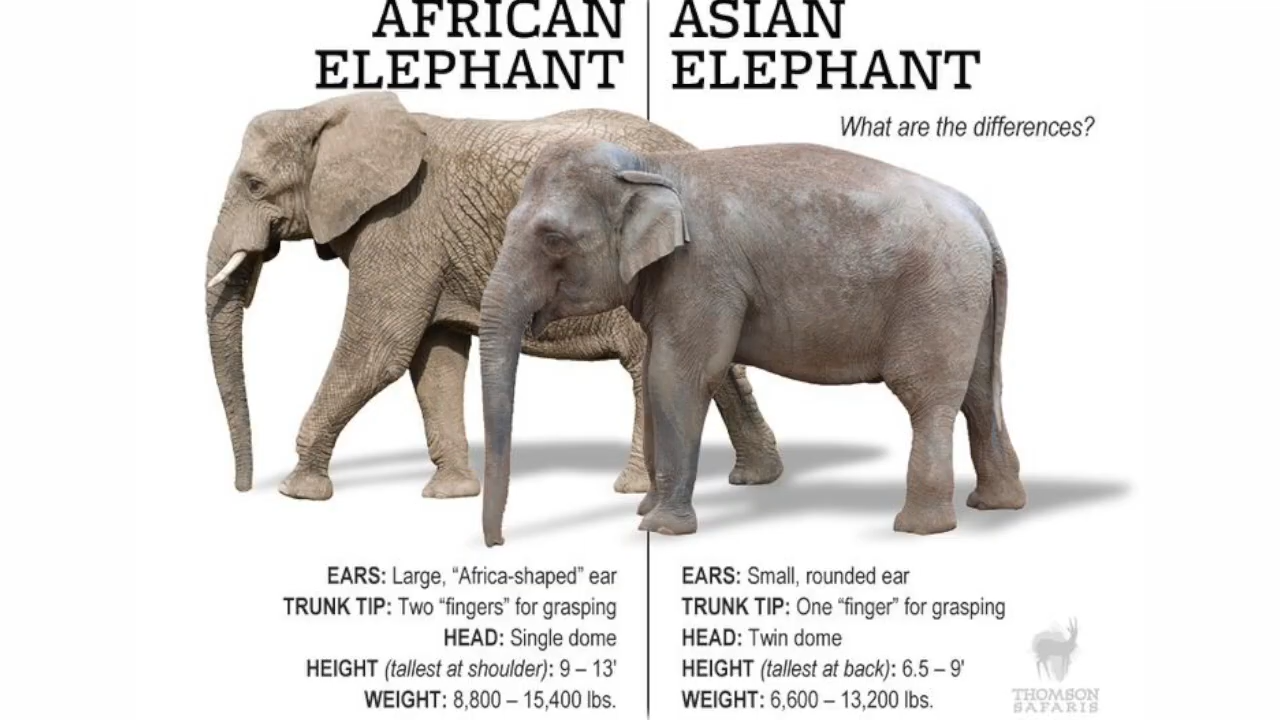 AFRICAN
ELEPHANT
EARS: Large, “Africa-shaped” ear
TRUNK TIP: Two “fingers” for grasping
HEAD: Single dome
HEIGHT (tallest at shoulder): 9 – 13'
WEIGHT: 8,800 – 15,400 lbs.
ASIAN
ELEPHANT
What are the differences?
EARS: Small, rounded ear
TRUNK TIP: One “finger” for grasping
HEAD: Twin dome
HEIGHT (tallest at back): 6.5 – 9'
WEIGHT: 6,600 – 13,200 lbs.
THOMSON
SAFARIS